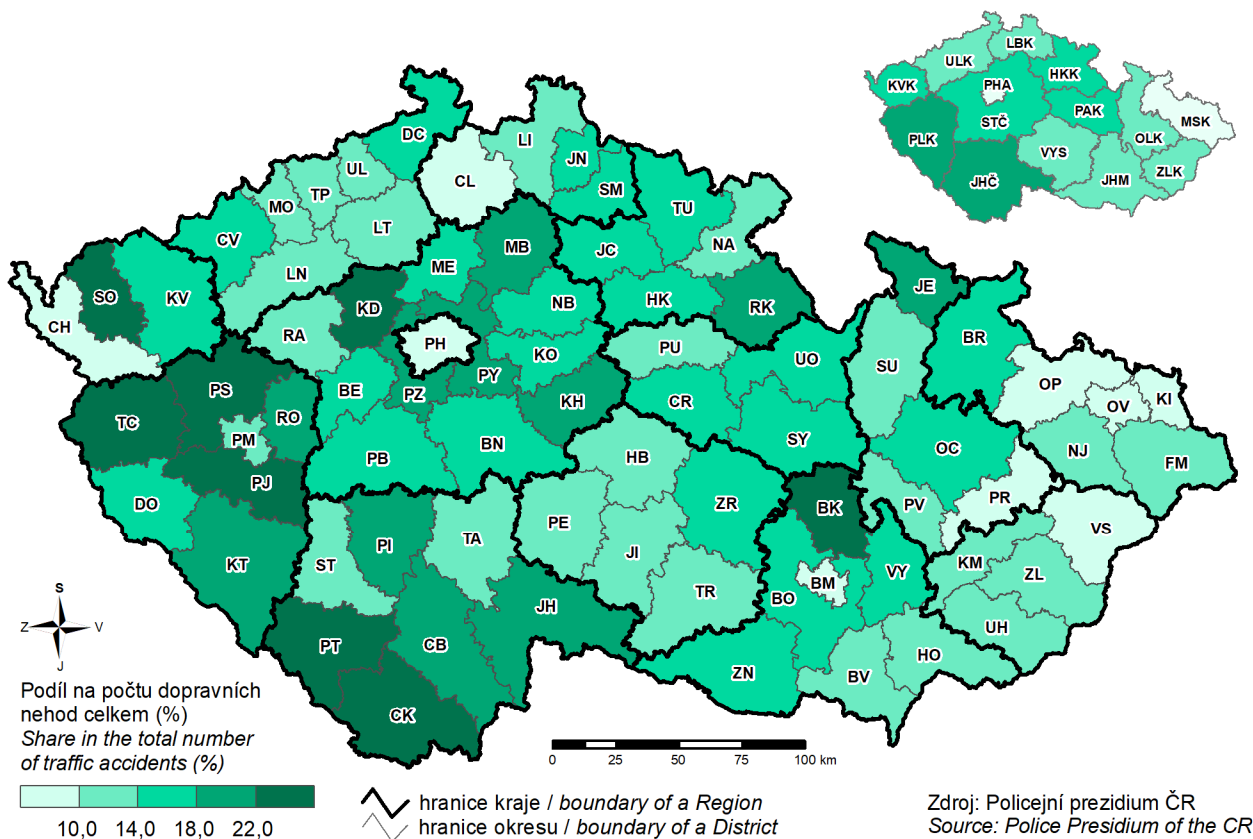 LBK
ULK
HKK
KVK
PHA
PAK
STČ
MSK
PLK
OLK
VYS
ZLK
JHČ
JHM
DC
LI
JN
UL
CL
TP
SM
MO
TU
LT
CV
MB
NA
JC
ME
LN
JE
SO
KV
NB
HK
RK
KD
CH
RA
PH
BR
PU
UO
KO
SU
OP
KI
PY
BE
PZ
KH
CR
OV
PS
RO
TC
PM
BN
SY
OC
NJ
FM
PB
HB
PJ
PR
DO
ZR
BK
PV
VS
PE
TA
PI
JI
ST
KT
KM
ZL
VY
BM
BO
TR
JH
UH
PT
CB
HO
ZN
BV
CK
S
Z
V
J
Podíl na počtu dopravních
nehod celkem (%)
Share in the total number
of traffic accidents (%)
10,0 14,0 18,0 22,0
0 25 50 75 100 km
hranice kraje / boundary of a Region
hranice okresu / boundary of a District
Zdroj: Policejní prezidium ČR
Source: Police Presidium of the CR